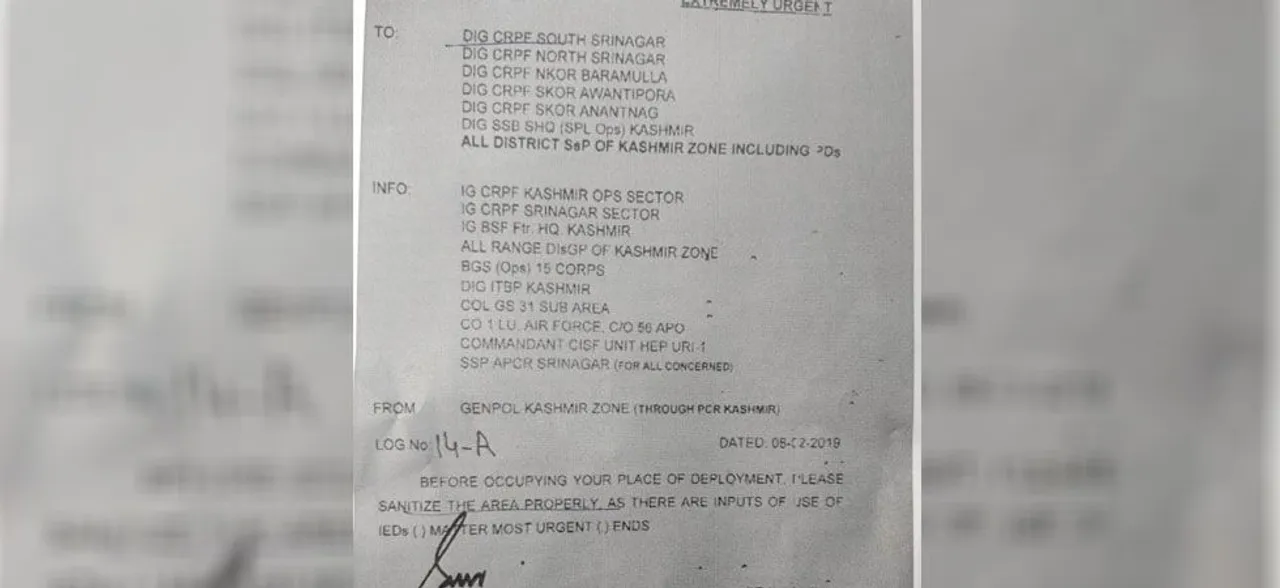 EXTREMELY URGENT
TO: DIG CRPF SOUTH SRINAGAR
DIG CRPF NORTH SRINAGAR
DIG CRPF NKOR BARAMULLA
DIG CRPF SKOR AWANTIPORA
DIG CRPF SKOR ANANTNAG
DIG SSB SHQ (SPL Ops) KASHMIR
ALL DISTRICT SsP OF KASHMIR ZONE INCLUDING PDs
INFO: IG CRPF KASHMIR OPS SECTOR
IG CRPF SRINAGAR SECTOR
IG BSF Ftr. HQ. KASHMIR
ALL RANGE DIsGP OF KASHMIR ZONE
BGS (Ops) 15 CORPS
DIG ITBP KASHMIR
COL GS 31 SUB AREA
CO 1 LU, AIR FORCE, C/O 56 APO
COMMANDANT CISF UNIT HEP URI-1
SSP APCR SRINAGAR (FOR ALL CONCERNED)
FROM GENPOL KASHMIR ZONE (THROUGH PCR KASHMIR)
LOG No: 14-A DATED: 08-02-2019
BEFORE OCCUPYING YOUR PLACE OF DEPLOYMENT, PLEASE
SANITIZE THE AREA PROPERLY, AS THERE ARE INPUTS OF USE OF
IEDs ( ) MATTER MOST URGENT ( ) ENDS